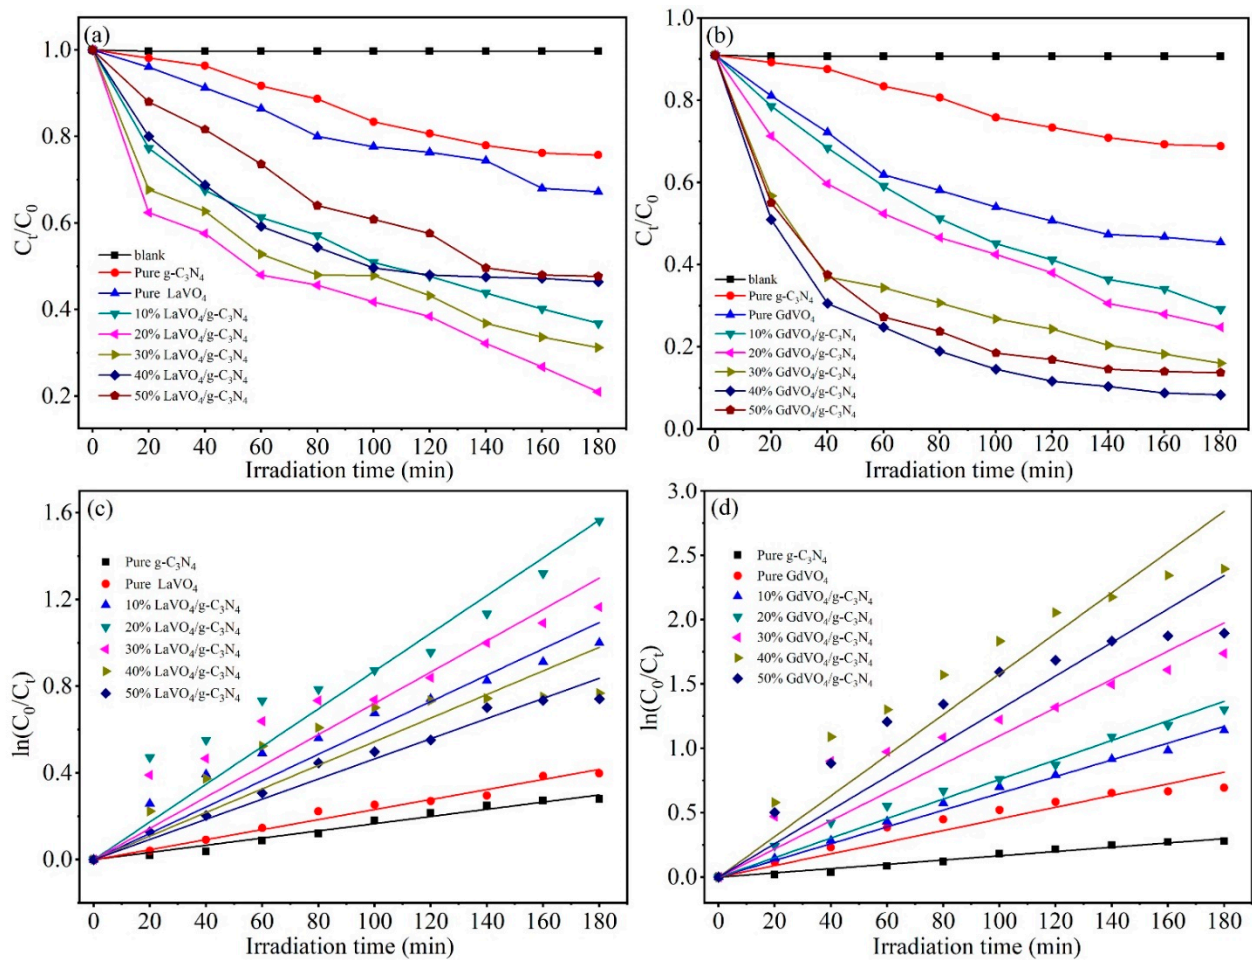 (a)
1.0
0.8
0.6
0.4
0.2
Cₜ/C₀
blank
Pure g-C₃N₄
Pure LaVO₄
10% LaVO₄/g-C₃N₄
20% LaVO₄/g-C₃N₄
30% LaVO₄/g-C₃N₄
40% LaVO₄/g-C₃N₄
50% LaVO₄/g-C₃N₄
0 20 40 60 80 100 120 140 160 180
Irradiation time (min)
(b)
1.0
0.8
0.6
0.4
0.2
0.0
Cₜ/C₀
blank
Pure g-C₃N₄
Pure GdVO₄
10% GdVO₄/g-C₃N₄
20% GdVO₄/g-C₃N₄
30% GdVO₄/g-C₃N₄
40% GdVO₄/g-C₃N₄
50% GdVO₄/g-C₃N₄
0 20 40 60 80 100 120 140 160 180
Irradiation time (min)
(c)
1.6
1.2
0.8
0.4
0.0
ln(C₀/Cₜ)
Pure g-C₃N₄
Pure LaVO₄
10% LaVO₄/g-C₃N₄
20% LaVO₄/g-C₃N₄
30% LaVO₄/g-C₃N₄
40% LaVO₄/g-C₃N₄
50% LaVO₄/g-C₃N₄
0 20 40 60 80 100 120 140 160 180
Irradiation time (min)
(d)
3.0
2.5
2.0
1.5
1.0
0.5
0.0
ln(C₀/Cₜ)
Pure g-C₃N₄
Pure GdVO₄
10% GdVO₄/g-C₃N₄
20% GdVO₄/g-C₃N₄
30% GdVO₄/g-C₃N₄
40% GdVO₄/g-C₃N₄
50% GdVO₄/g-C₃N₄
0 20 40 60 80 100 120 140 160 180
Irradiation time (min)